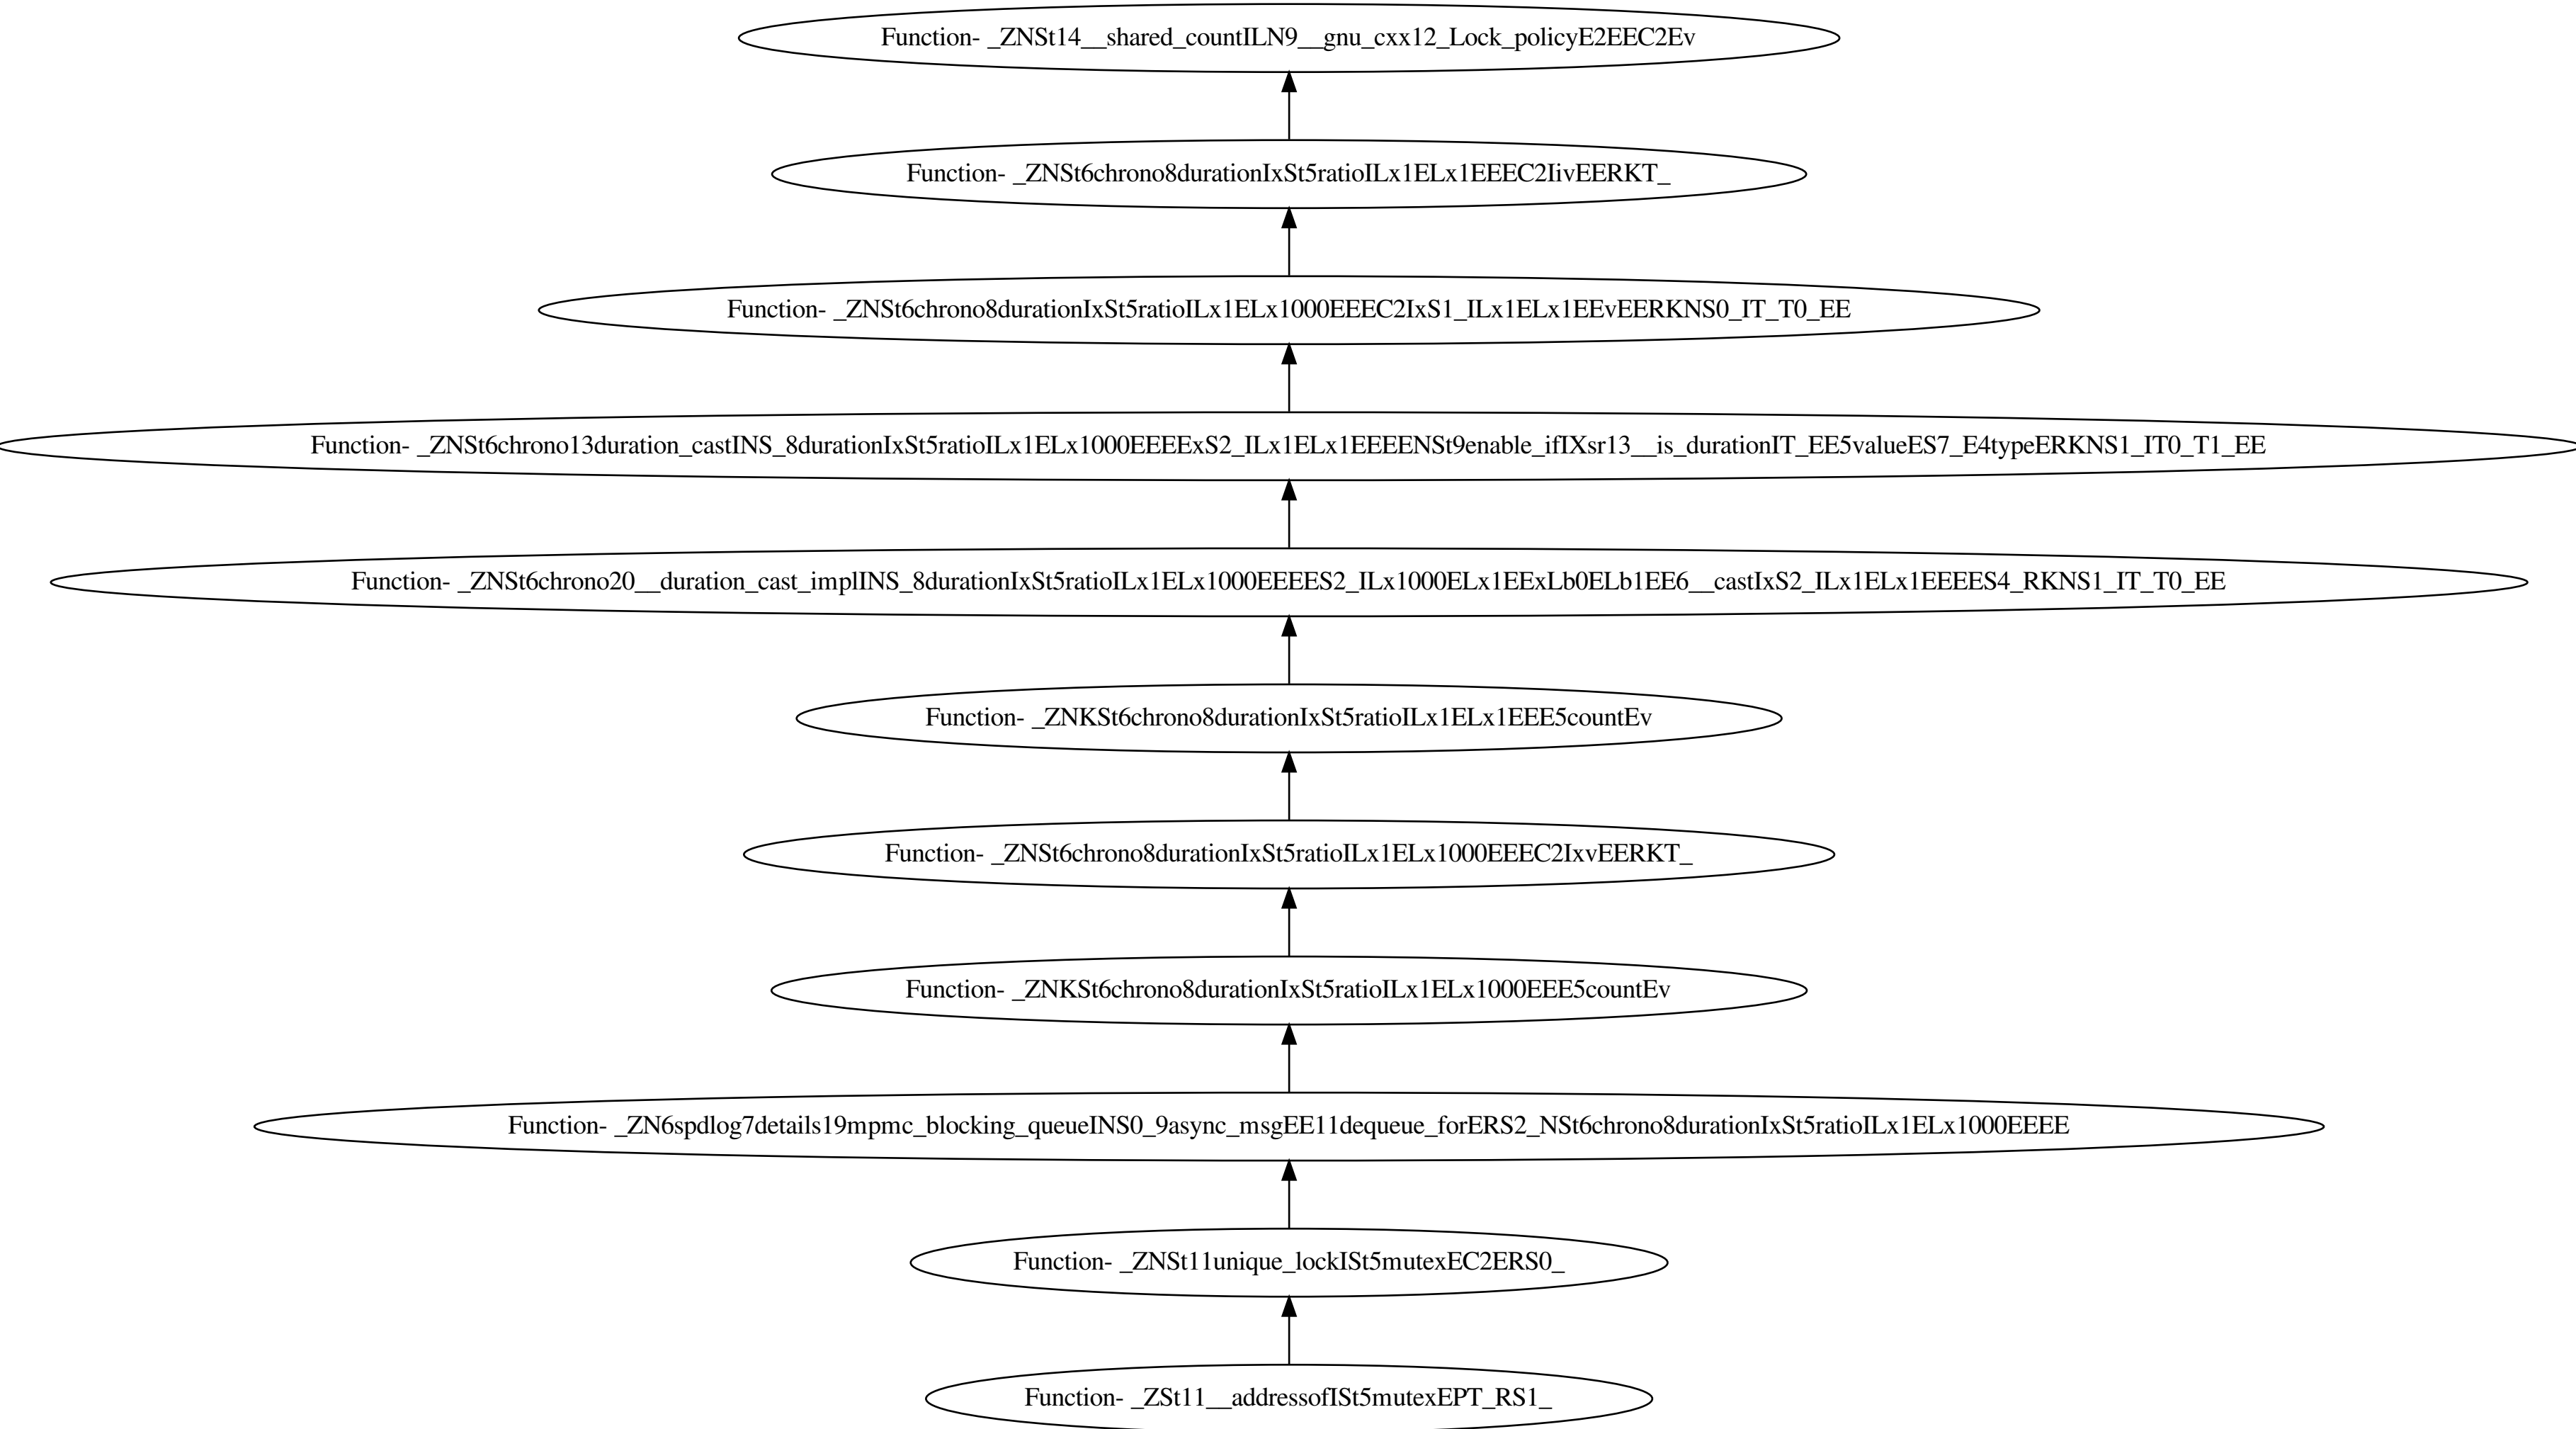 Function- _ZNSt14__shared_countILN9__gnu_cxx12_Lock_policyE2EEC2Ev
Function- _ZNSt6chrono8durationIxSt5ratioILx1ELx1EEEC2IivEERKT_
Function- _ZNSt6chrono8durationIxSt5ratioILx1ELx1000EEEC2IxS1_ILx1ELx1EEvEERKNS0_IT_T0_EE
Function- _ZNSt6chrono13duration_castINS_8durationIxSt5ratioILx1ELx1000EEEExS2_ILx1ELx1EEEENSt9enable_ifIXsr13__is_durationIT_EE5valueES7_E4typeERKNS1_IT0_T1_EE
Function- _ZNSt6chrono20__duration_cast_implINS_8durationIxSt5ratioILx1ELx1000EEEES2_ILx1000ELx1EExLb0ELb1EE6__castIxS2_ILx1ELx1EEEES4_RKNS1_IT_T0_EE
Function- _ZNKSt6chrono8durationIxSt5ratioILx1ELx1EEE5countEv
Function- _ZNSt6chrono8durationIxSt5ratioILx1ELx1000EEEC2IxvEERKT_
Function- _ZNKSt6chrono8durationIxSt5ratioILx1ELx1000EEE5countEv
Function- _ZN6spdlog7details19mpmc_blocking_queueINS0_9async_msgEE11dequeue_forERS2_NSt6chrono8durationIxSt5ratioILx1ELx1000EEEE
Function- _ZNSt11unique_lockISt5mutexEC2ERS0_
Function- _ZSt11__addressofISt5mutexEPT_RS1_